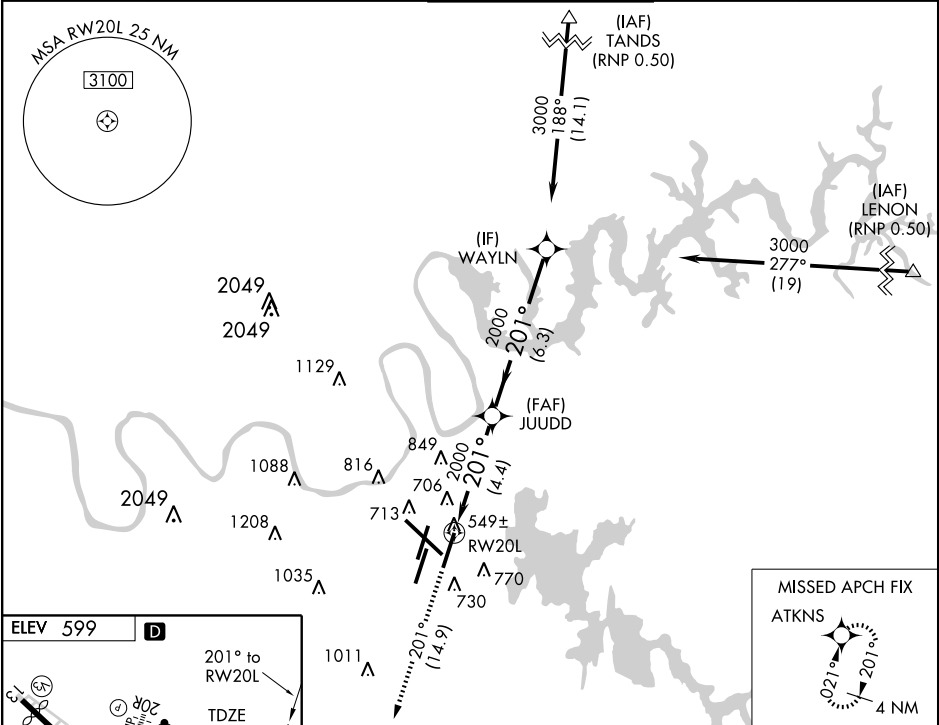 MSA RW20L 25 NM
3100
(IAF)
TANDS
(RNP 0.50)
3000
188°
(14.1)
(IAF)
LENON
(RNP 0.50)
3000
277°
(19)
(IF)
WAYLN
2000
201°
(6.3)
2049
2049
1129
(FAF)
JUUDD
2000
201°
(4.4)
849
816
1088
706
713
2049
1208
549±
RW20L
1035
770
730
201°
(14.9)
1011
MISSED APCH FIX
ATKNS
021°
201°
4 NM
ELEV 599
D
201° to
RW20L
TDZE
13
V5
P
20R